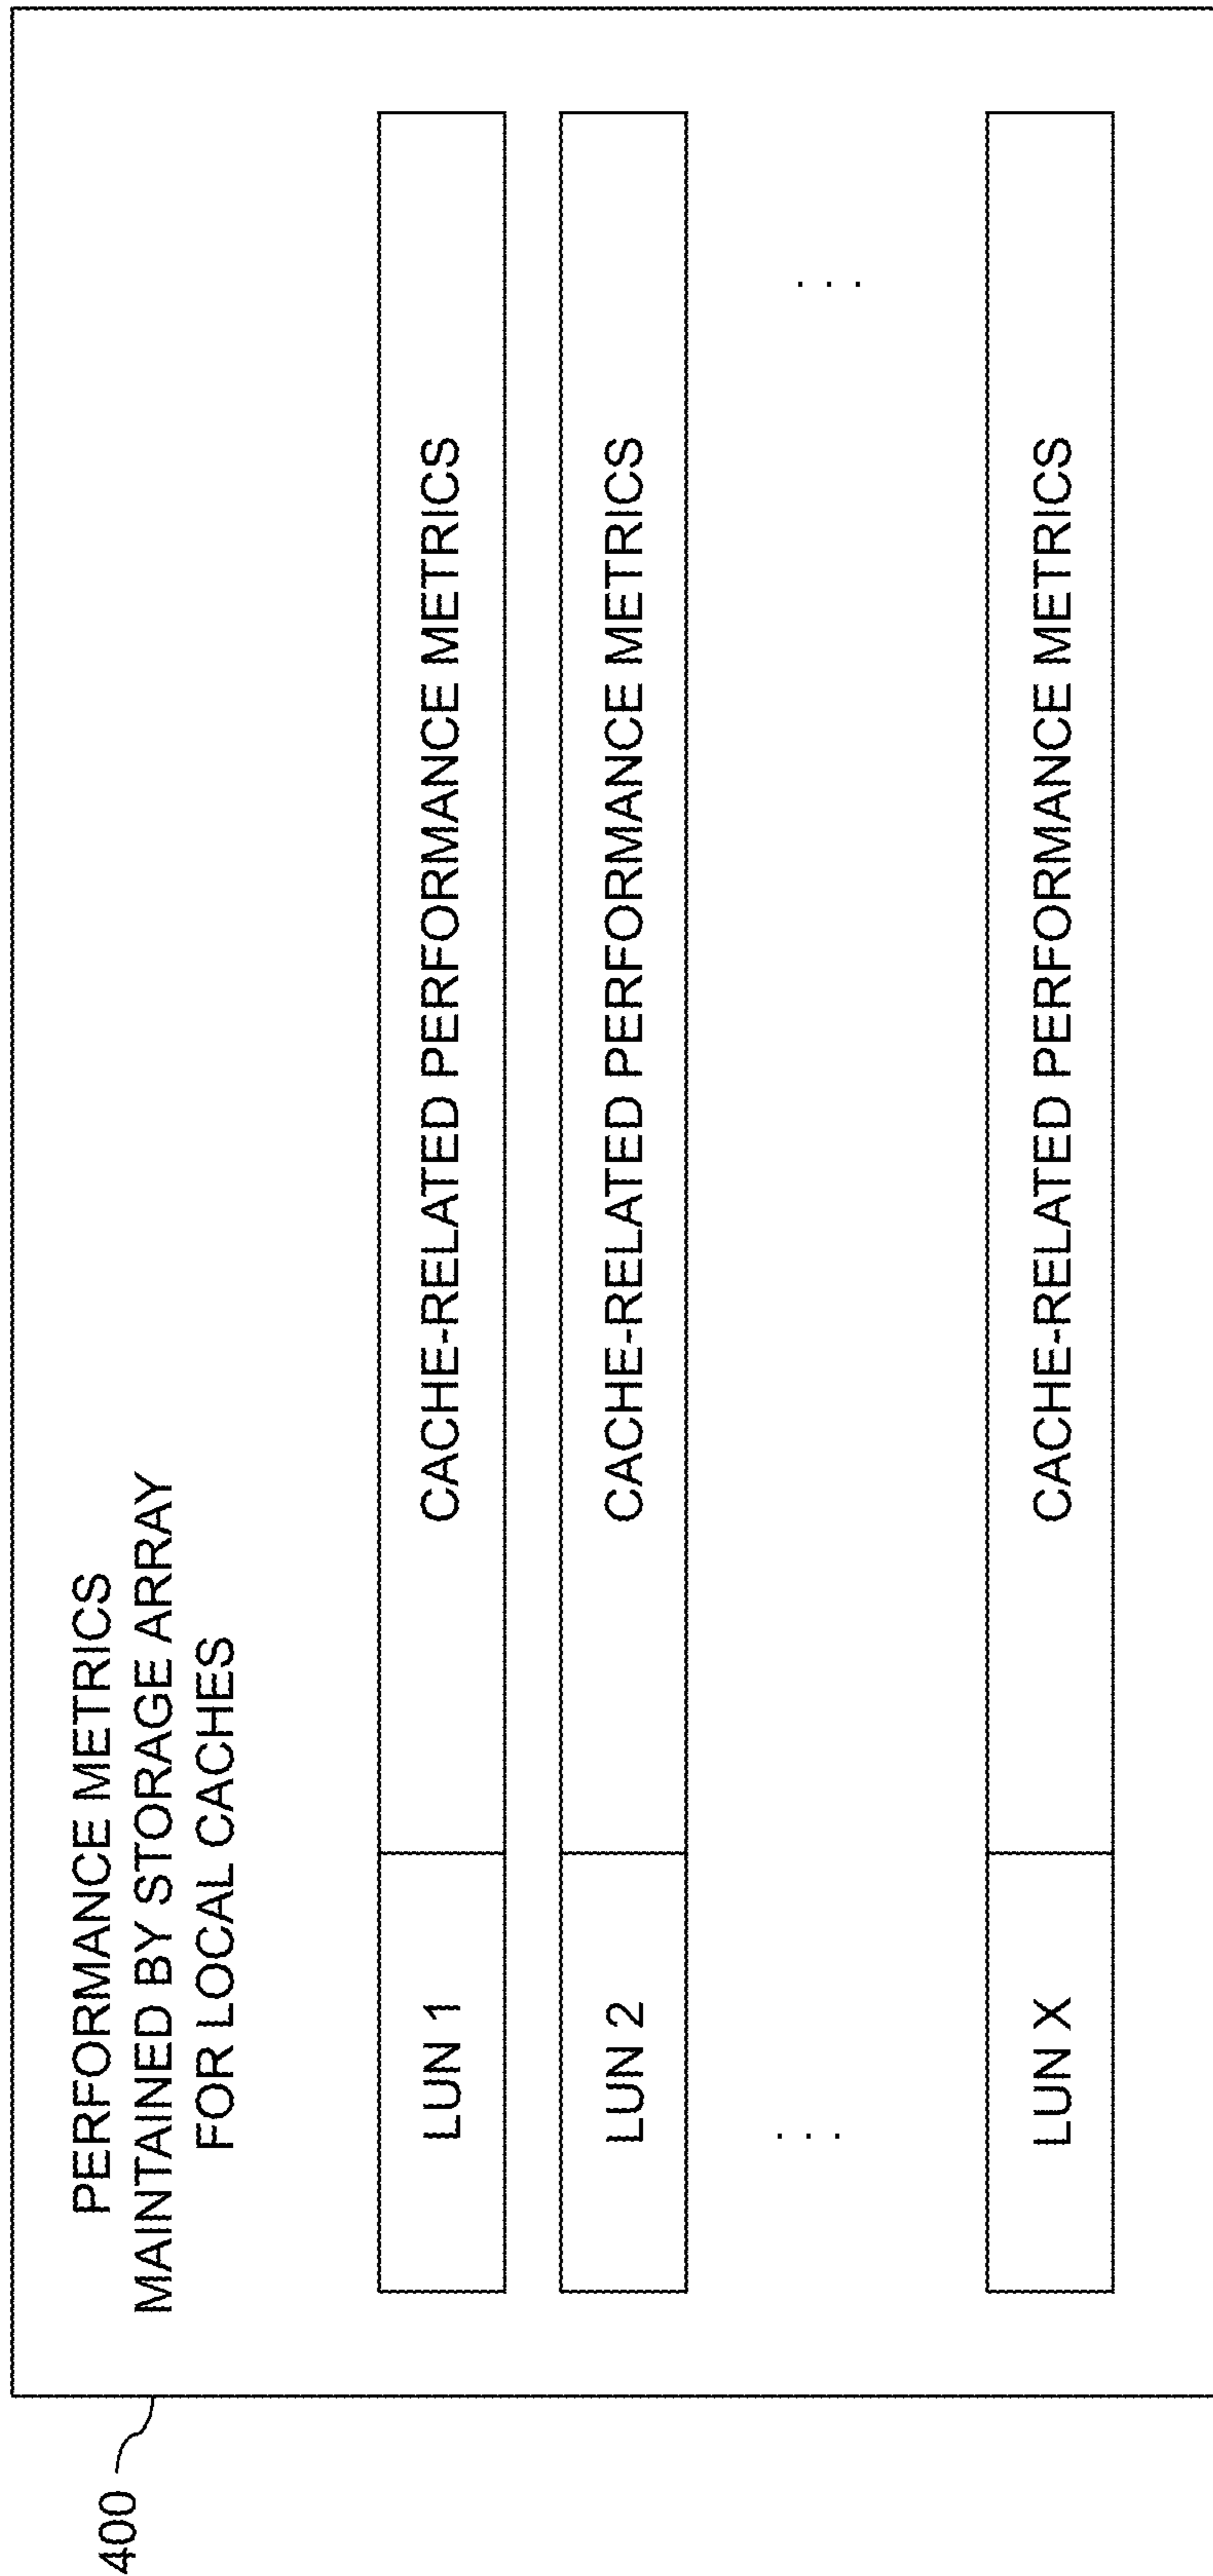 400
PERFORMANCE METRICS
MAINTAINED BY STORAGE ARRAY
FOR LOCAL CACHES
LUN 1 CACHE-RELATED PERFORMANCE METRICS
LUN 2 CACHE-RELATED PERFORMANCE METRICS
. . . . . .
LUN X CACHE-RELATED PERFORMANCE METRICS